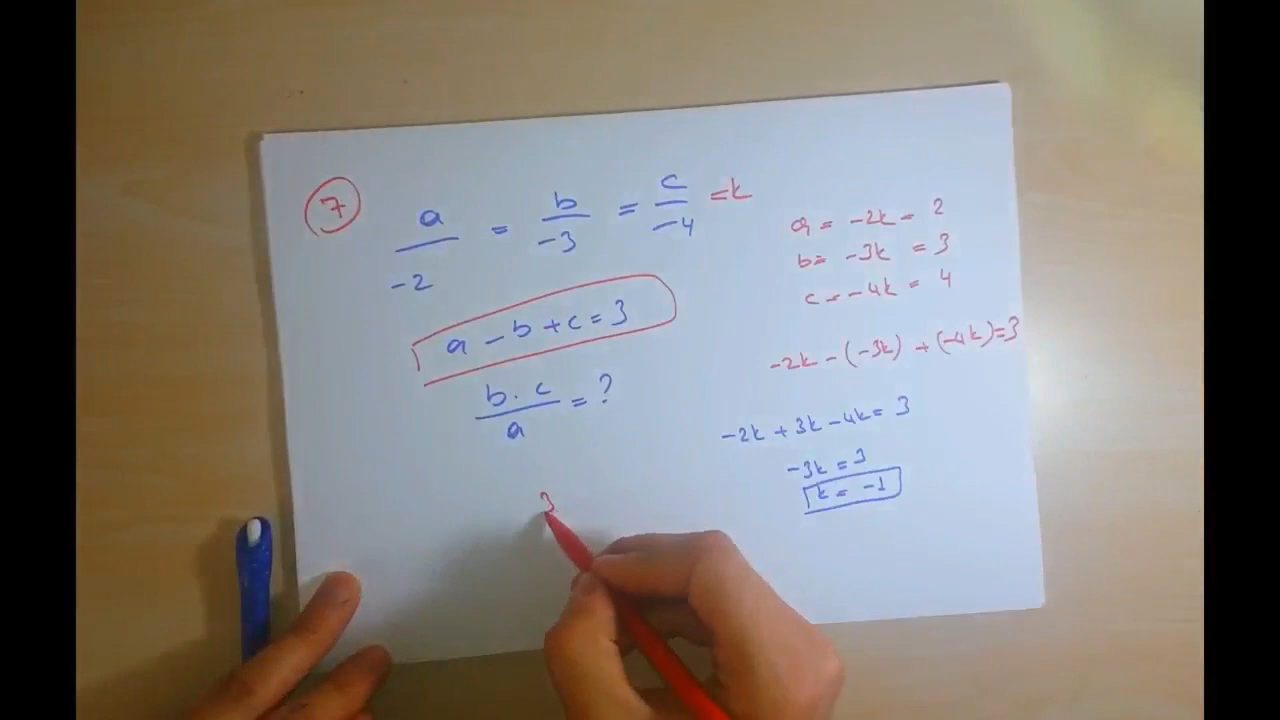 7
a/-2 = b/-3 = c/-4 = k
a - b + c = 3
b . c / a = ?
3
a = -2k = 2
b = -3k = 3
c = -4k = 4
-2k - (-3k) + (-4k) = 3
-2k + 3k - 4k = 3
-3k = 3
k = -1